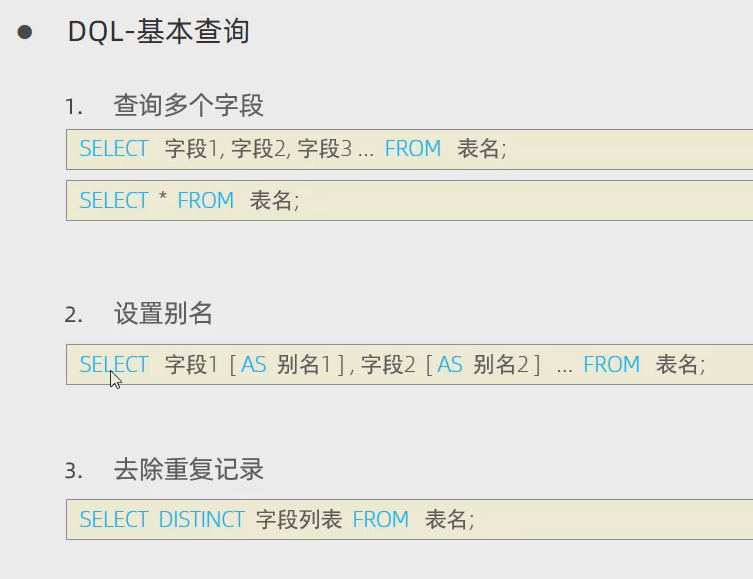 ● DQL-基本查询
1. 查询多个字段
SELECT 字段1, 字段2, 字段3 ... FROM 表名;
SELECT * FROM 表名;
2. 设置别名
SELECT 字段1 [ AS 别名1 ] , 字段2 [ AS 别名2 ] ... FROM 表名;
3. 去除重复记录
SELECT DISTINCT 字段列表 FROM 表名;